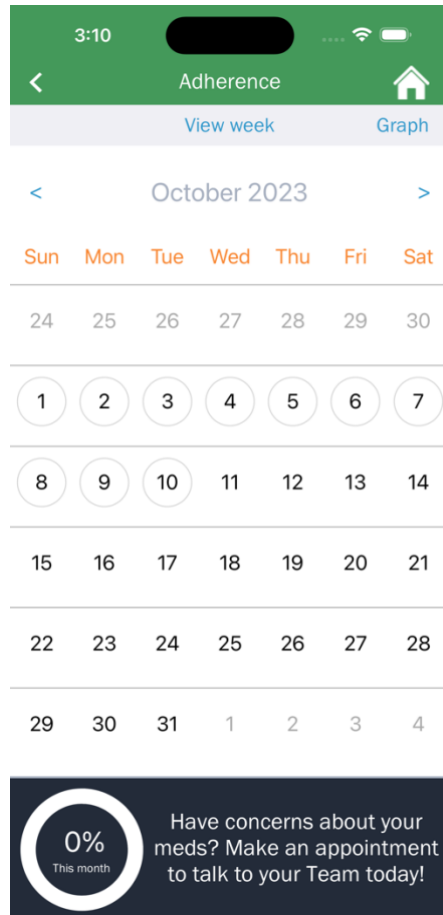 3:10
Adherence
View week Graph
< October 2023 >
Sun Mon Tue Wed Thu Fri Sat
24 25 26 27 28 29 30
1 2 3 4 5 6 7
8 9 10 11 12 13 14
15 16 17 18 19 20 21
22 23 24 25 26 27 28
29 30 31 1 2 3 4
0%
This month
Have concerns about your
meds? Make an appointment
to talk to your Team today!